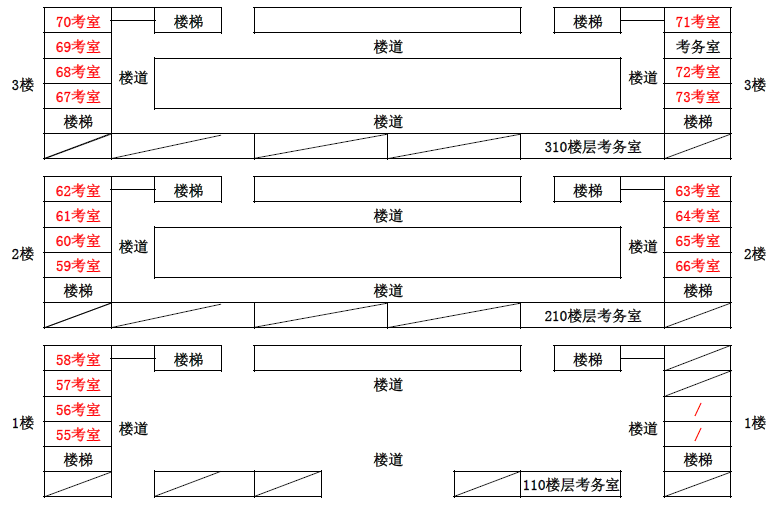 70考室 楼梯 楼梯 71考室
69考室 楼道 考务室
3楼 68考室 楼道 楼道 72考室 3楼
67考室 73考室
楼梯 楼道 楼梯
310楼层考务室
62考室 楼梯 楼梯 63考室
61考室 楼道 64考室
2楼 60考室 楼道 楼道 65考室 2楼
59考室 66考室
楼梯 楼道 楼梯
210楼层考务室
58考室 楼梯 楼梯
57考室 楼道
1楼 56考室 楼道 楼道 / 1楼
55考室 /
楼梯 楼道 楼梯
110楼层考务室